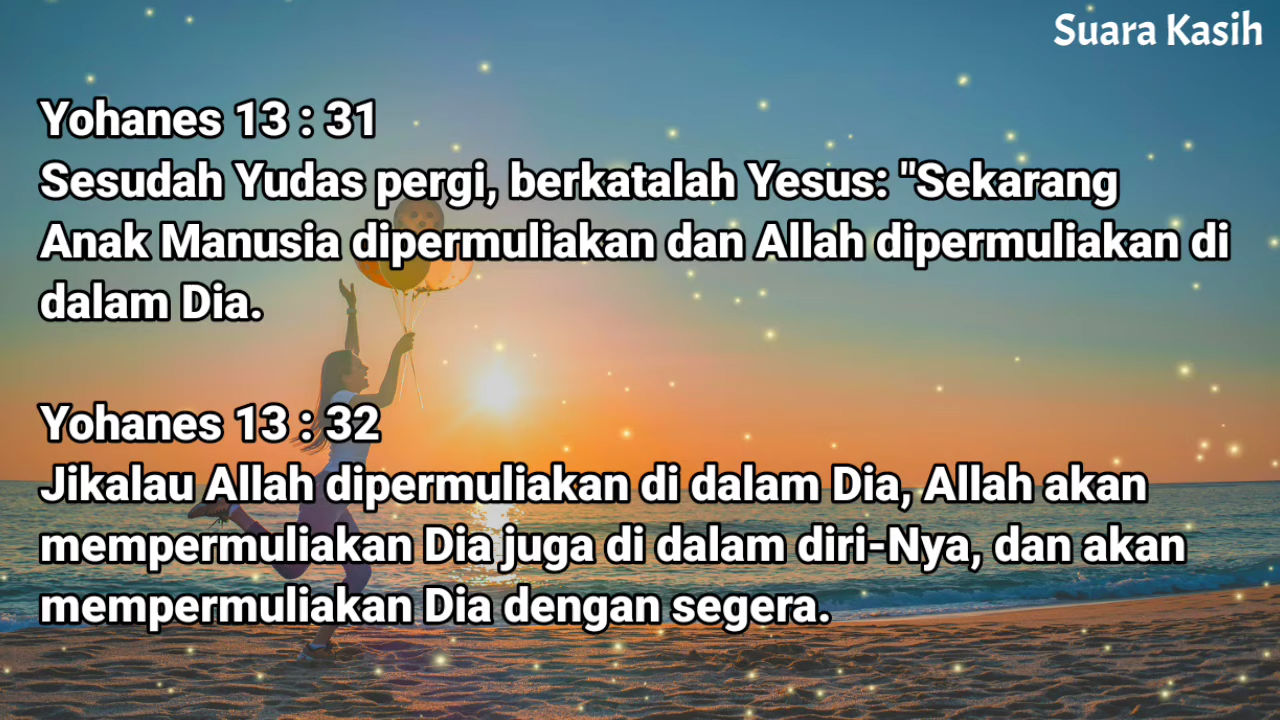 Suara Kasih
Yohanes 13 : 31
Sesudah Yudas pergi, berkatalah Yesus: "Sekarang
Anak Manusia dipermuliakan dan Allah dipermuliakan di
dalam Dia.
Yohanes 13 : 32
Jikalau Allah dipermuliakan di dalam Dia, Allah akan
mempermuliakan Dia juga di dalam diri-Nya, dan akan
mempermuliakan Dia dengan segera.